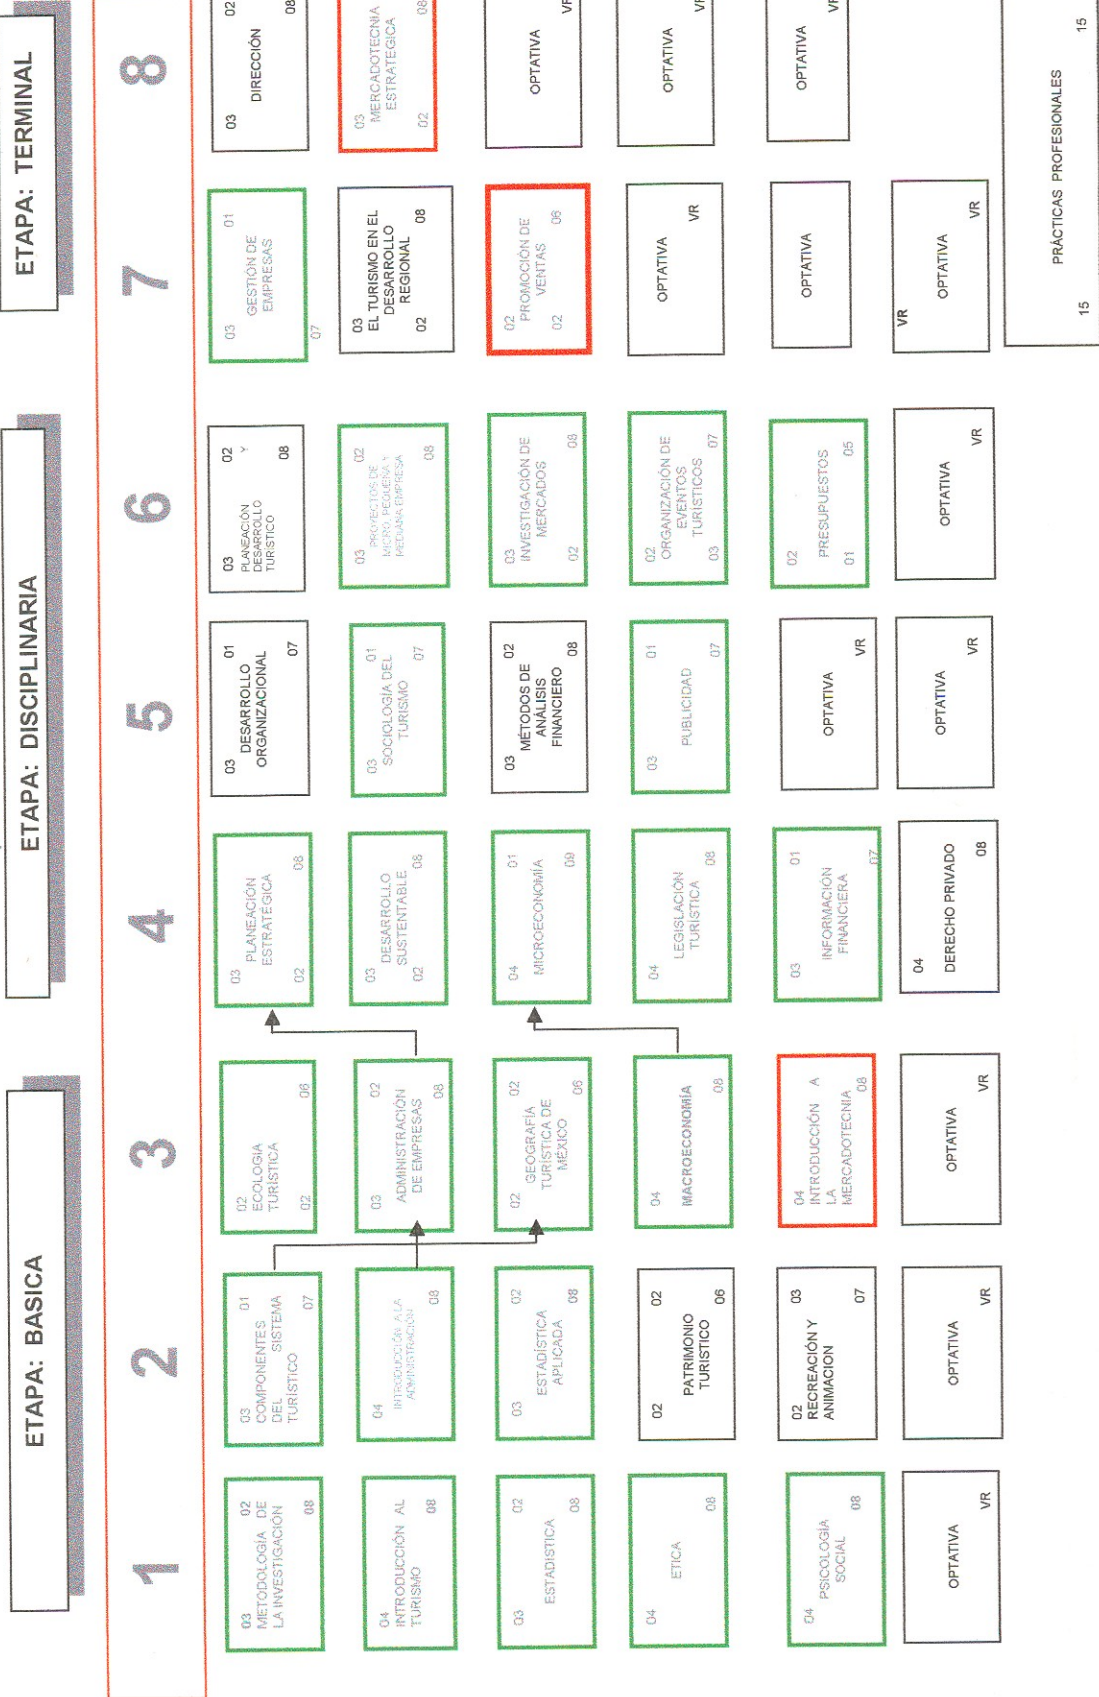 ETAPA: BASICA
ETAPA: DISCIPLINARIA
ETAPA: TERMINAL
1
2
3
4
5
6
7
8
03 02
METODOLOGÍA DE
LA INVESTIGACIÓN
08
04
INTRODUCCIÓN AL
TURISMO
08
03 02
ESTADISTICA
08
04
ETICA
08
04
PSICOLOGÍA
SOCIAL
08
OPTATIVA
VR
03 01
COMPONENTES
DEL SISTEMA
TURÍSTICO
07
04
INTRODUCCIÓN A LA
ADMINISTRACIÓN
08
03 02
ESTADÍSTICA
APLICADA
08
02 02
PATRIMONIO
TURISTICO
06
02 03
RECREACIÓN Y
ANIMACION
07
OPTATIVA
VR
02
ECOLOGÍA
TURÍSTICA
02 06
03 02
ADMINISTRACIÓN
DE EMPRESAS
08
02 02
GEOGRAFÍA
TURÍSTICA DE
MÉXICO
06
04
MACROECONOMÍA
08
04
INTRODUCCIÓN A
LA
MERCADOTECNIA
08
OPTATIVA
VR
03
PLANEACIÓN
ESTRATÉGICA
02 08
03
DESARROLLO
SUSTENTABLE
02 08
04 01
MICROECONOMÍA
09
04
LEGISLACIÓN
TURÍSTICA
08
03 01
INFORMACIÓN
FINANCIERA
07
04
DERECHO PRIVADO
08
03 01
DESARROLLO
ORGANIZACIONAL
07
03 01
SOCIOLOGÍA DEL
TURISMO
07
03 02
MÉTODOS DE
ANÁLISIS
FINANCIERO
08
03 01
PUBLICIDAD
07
OPTATIVA
VR
OPTATIVA
VR
03 02
PLANEACIÓN Y
DESARROLLO
TURÍSTICO
08
03 02
PROYECTOS DE
MICRO, PEQUEÑA Y
MEDIANA EMPRESA
08
03
INVESTIGACIÓN DE
MERCADOS
02 08
02
ORGANIZACIÓN DE
EVENTOS
TURÍSTICOS
03 07
02
PRESUPUESTOS
01 05
OPTATIVA
VR
03 01
GESTIÓN DE
EMPRESAS
07
03
EL TURISMO EN EL
DESARROLLO
REGIONAL
02 08
02
PROMOCIÓN DE
VENTAS
02 06
OPTATIVA
VR
OPTATIVA
VR
OPTATIVA
VR
03 02
DIRECCIÓN
08
03
MERCADOTECNIA
ESTRATEGICA
02 08
OPTATIVA
VR
OPTATIVA
VR
OPTATIVA
VR
PRÁCTICAS PROFESIONALES
15 15